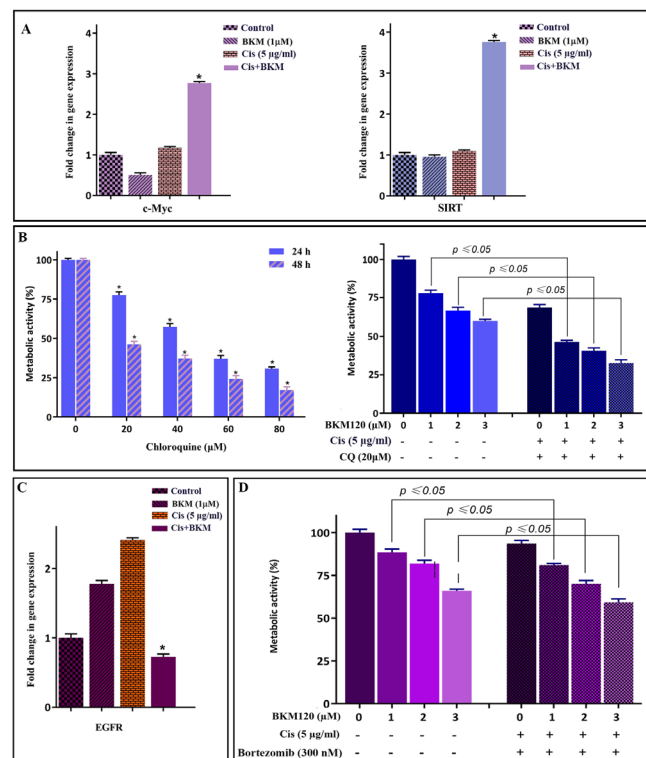 A
Control
BKM (1μM)
Cis (5 μg/ml)
Cis+BKM
Fold change in gene expression
4
3
2
1
0
*
c-Myc
Control
BKM (1μM)
Cis (5 μg/ml)
Cis+BKM
Fold change in gene expression
4
3
2
1
0
*
SIRT
B
24 h
48 h
Metabolic activity (%)
100
75
50
25
0
* * * * * * * *
0 20 40 60 80
Chloroquine (μM)
p ≤0.05
p ≤0.05
p ≤0.05
Metabolic activity (%)
100
75
50
25
0
BKM120 (μM) 0 1 2 3 0 1 2 3
Cis (5 μg/ml) - - - - + + + +
CQ (20μM) - - - - + + + +
C
Control
BKM (1μM)
Cis (5 μg/ml)
Cis+BKM
Fold change in gene expression
2
1
0
*
EGFR
D
p ≤0.05
p ≤0.05
p ≤0.05
Metabolic activity (%)
100
75
50
25
0
BKM120 (μM) 0 1 2 3 0 1 2 3
Cis (5 μg/ml) - - - - + + + +
Bortezomib (300 nM) - - - - + + + +